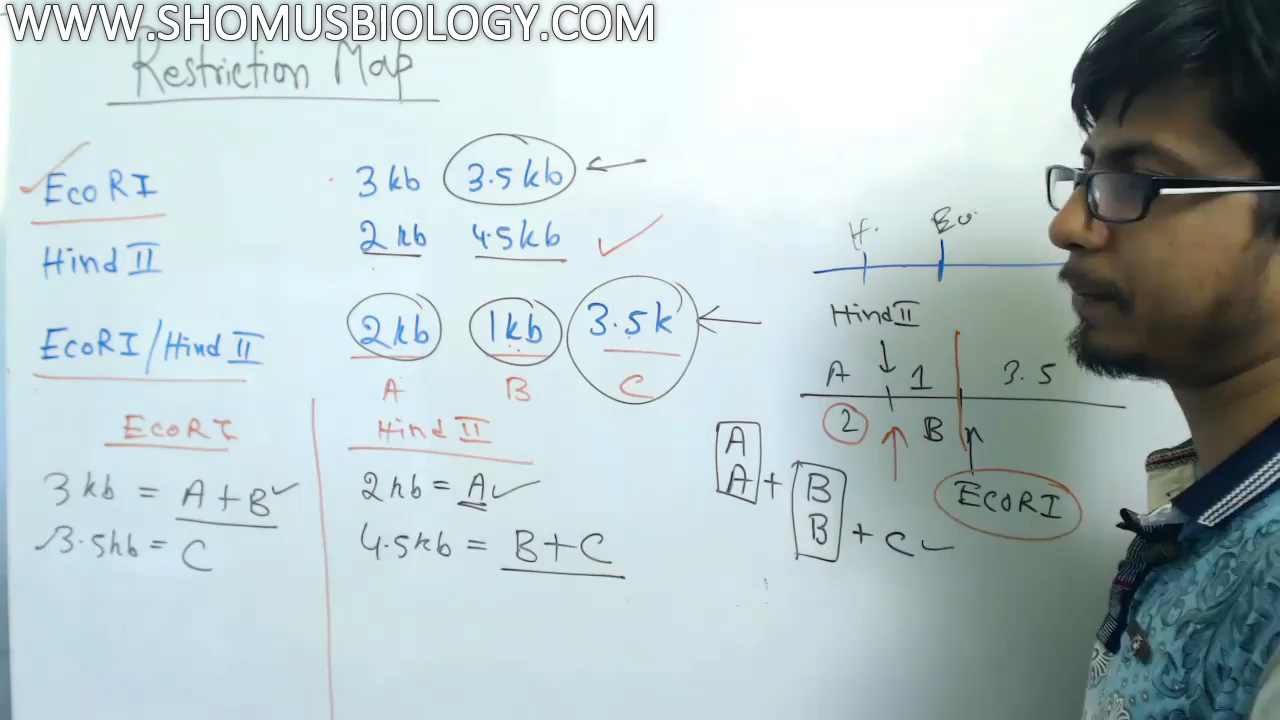 WWW.SHOMUSBIOLOGY.COM
Restriction Map
EcoRI 3 kb 3.5 kb
Hind II 2 kb 4.5 kb
EcoRI/Hind II 2 kb 1 kb 3.5 k
A B C
EcoRI
3 kb = A + B
3.5 kb = C
Hind II
2 kb = A
4.5 kb = B + C
H. Eco.
Hind II
A 1 3.5
2 B
EcoRI
A
A + B
B + C